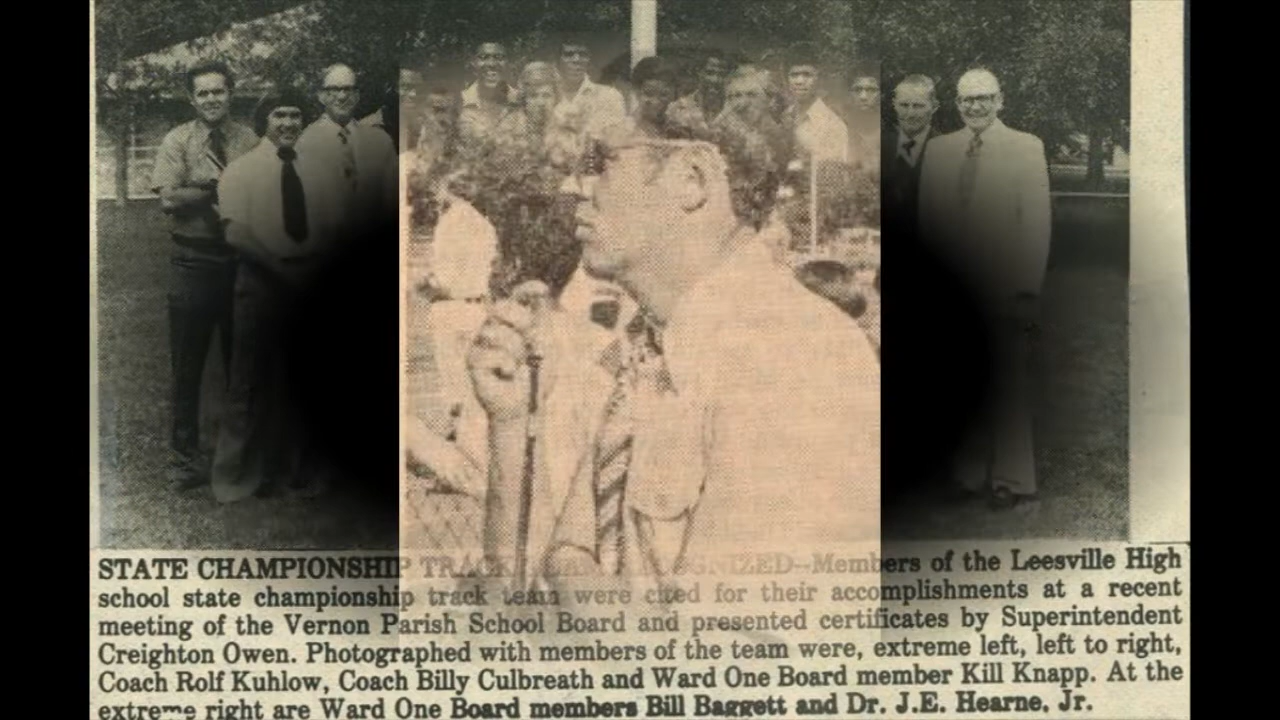 STATE CHAMPIONSHIP TRACK TEAM RECOGNIZED--Members of the Leesville High
school state championship track team were cited for their accomplishments at a recent
meeting of the Vernon Parish School Board and presented certificates by Superintendent
Creighton Owen. Photographed with members of the team were, extreme left, left to right,
Coach Rolf Kuhlow, Coach Billy Culbreath and Ward One Board member Kill Knapp. At the
extreme right are Ward One Board members Bill Baggett and Dr. J.E. Hearne, Jr.